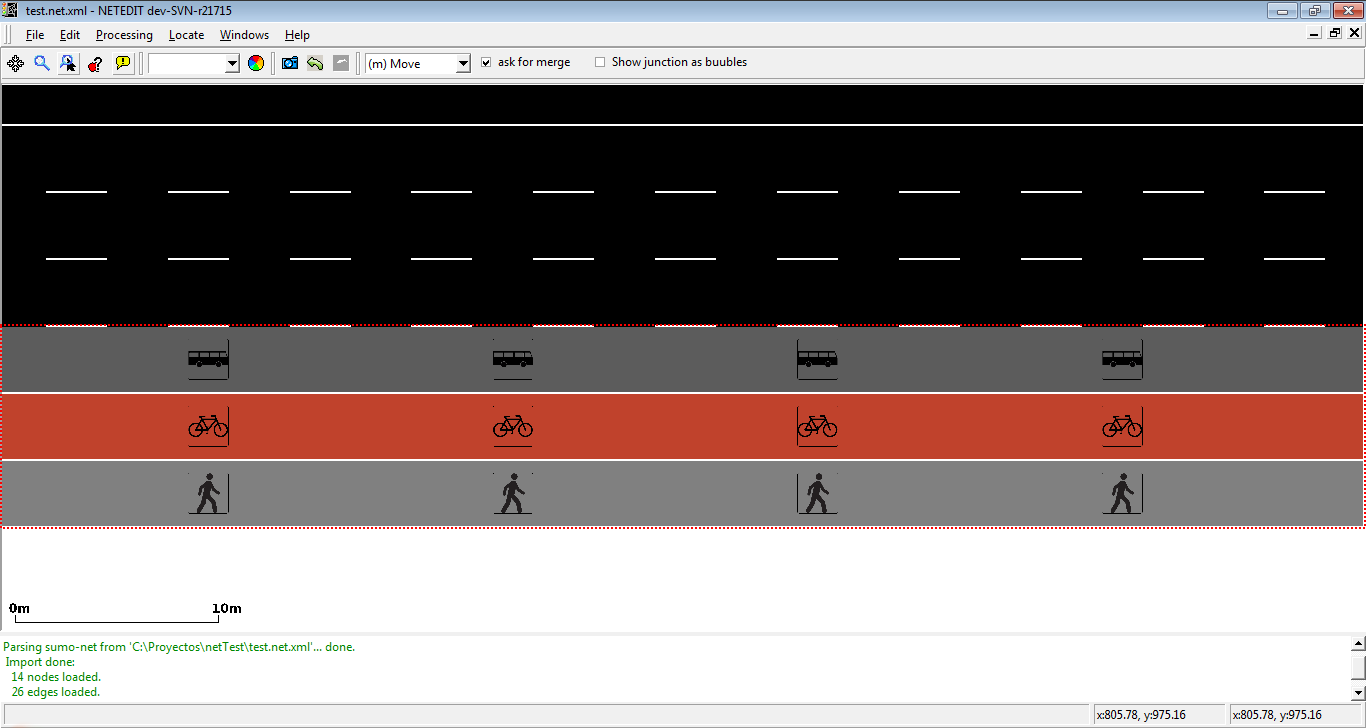 test.net.xml - NETEDIT dev-SVN-r21715
File Edit Processing Locate Windows Help
(m) Move ask for merge Show junction as buubles
0m 10m
Parsing sumo-net from 'C:\Proyectos\netTest\test.net.xml'... done.
Import done:
14 nodes loaded.
26 edges loaded.
x:805.78, y:975.16 x:805.78, y:975.16